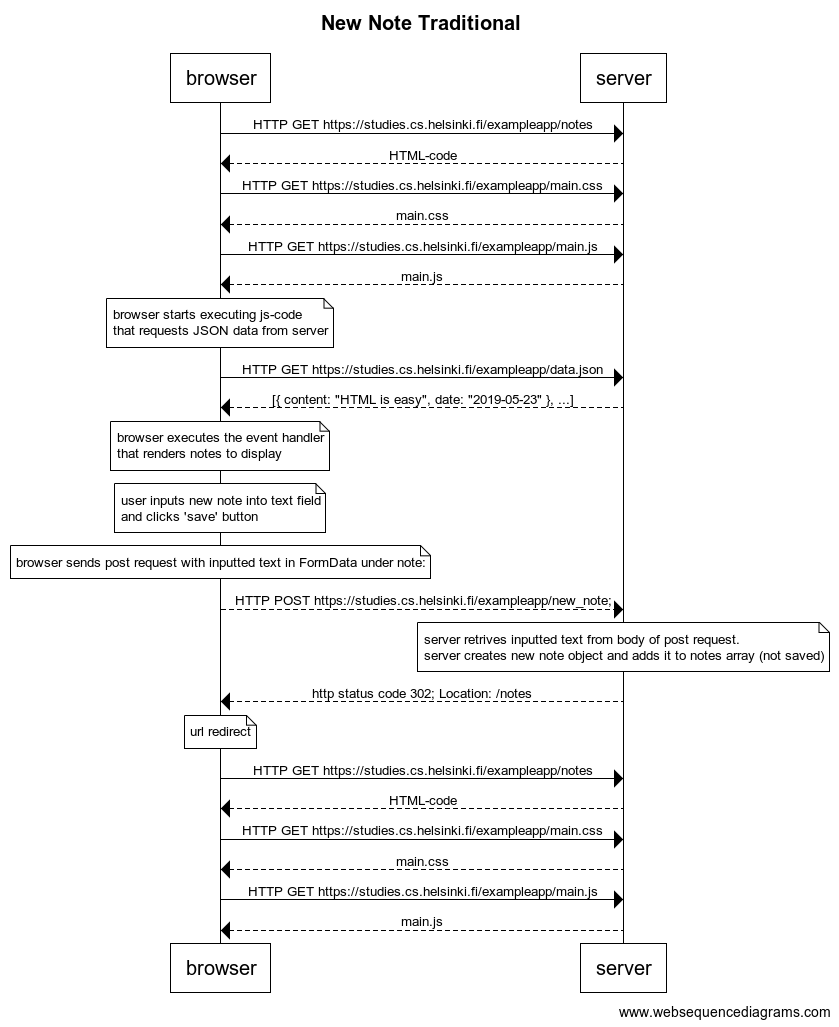 New Note Traditional
browser
server
HTTP GET https://studies.cs.helsinki.fi/exampleapp/notes
HTML-code
HTTP GET https://studies.cs.helsinki.fi/exampleapp/main.css
main.css
HTTP GET https://studies.cs.helsinki.fi/exampleapp/main.js
main.js
browser starts executing js-code
that requests JSON data from server
HTTP GET https://studies.cs.helsinki.fi/exampleapp/data.json
[{ content: "HTML is easy", date: "2019-05-23" }, ...]
browser executes the event handler
that renders notes to display
user inputs new note into text field
and clicks 'save' button
browser sends post request with inputted text in FormData under note:
HTTP POST https://studies.cs.helsinki.fi/exampleapp/new_note;
server retrives inputted text from body of post request.
server creates new note object and adds it to notes array (not saved)
http status code 302; Location: /notes
url redirect
HTTP GET https://studies.cs.helsinki.fi/exampleapp/notes
HTML-code
HTTP GET https://studies.cs.helsinki.fi/exampleapp/main.css
main.css
HTTP GET https://studies.cs.helsinki.fi/exampleapp/main.js
main.js
browser
server
www.websequencediagrams.com